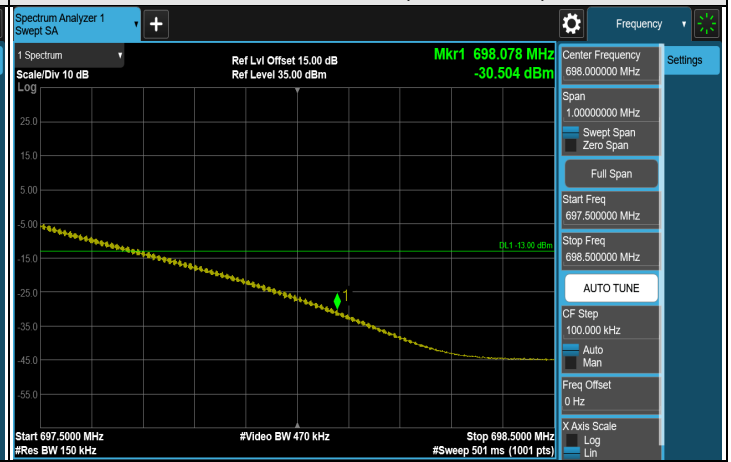 Spectrum Analyzer 1
Swept SA
+
Frequency
Settings
1 Spectrum
Scale/Div 10 dB
Log
Ref Lvl Offset 15.00 dB
Ref Level 35.00 dBm
Mkr1 698.078 MHz
-30.504 dBm
25.0
15.0
5.00
-5.00
-15.0
-25.0
-35.0
-45.0
-55.0
DL1 -13.00 dBm
1
Start 697.5000 MHz
#Res BW 150 kHz
#Video BW 470 kHz
Stop 698.5000 MHz
#Sweep 501 ms (1001 pts)
Center Frequency
698.000000 MHz
Span
1.00000000 MHz
Swept Span
Zero Span
Full Span
Start Freq
697.500000 MHz
Stop Freq
698.500000 MHz
AUTO TUNE
CF Step
100.000 kHz
Auto
Man
Freq Offset
0 Hz
X Axis Scale
Log
Lin